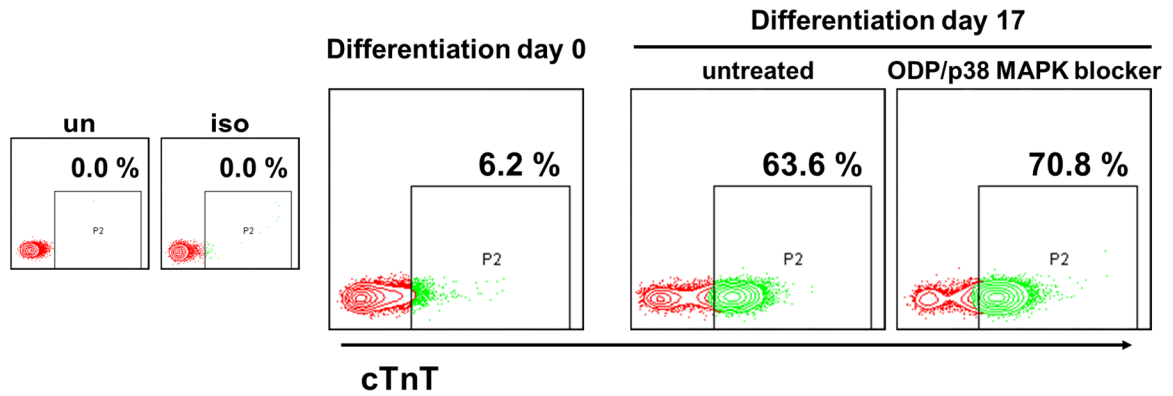 Differentiation day 17
Differentiation day 0
untreated
ODP/p38 MAPK blocker
un
iso
0.0 %
0.0 %
6.2 %
63.6 %
70.8 %
P2
P2
P2
P2
P2
cTnT